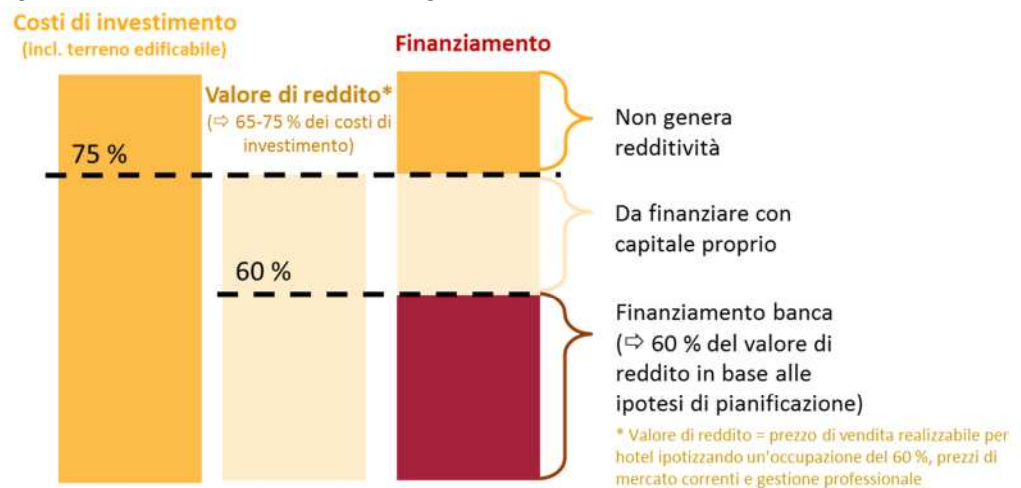 Costi di investimento
(incl. terreno edificabile)
Finanziamento
Valore di reddito*
(⇨ 65-75 % dei costi di
investimento)
75 %
60 %
Non genera
redditività
Da finanziare con
capitale proprio
Finanziamento banca
(⇨ 60 % del valore di
reddito in base alle
ipotesi di pianificazione)
* Valore di reddito = prezzo di vendita realizzabile per
hotel ipotizzando un'occupazione del 60 %, prezzi di
mercato correnti e gestione professionale